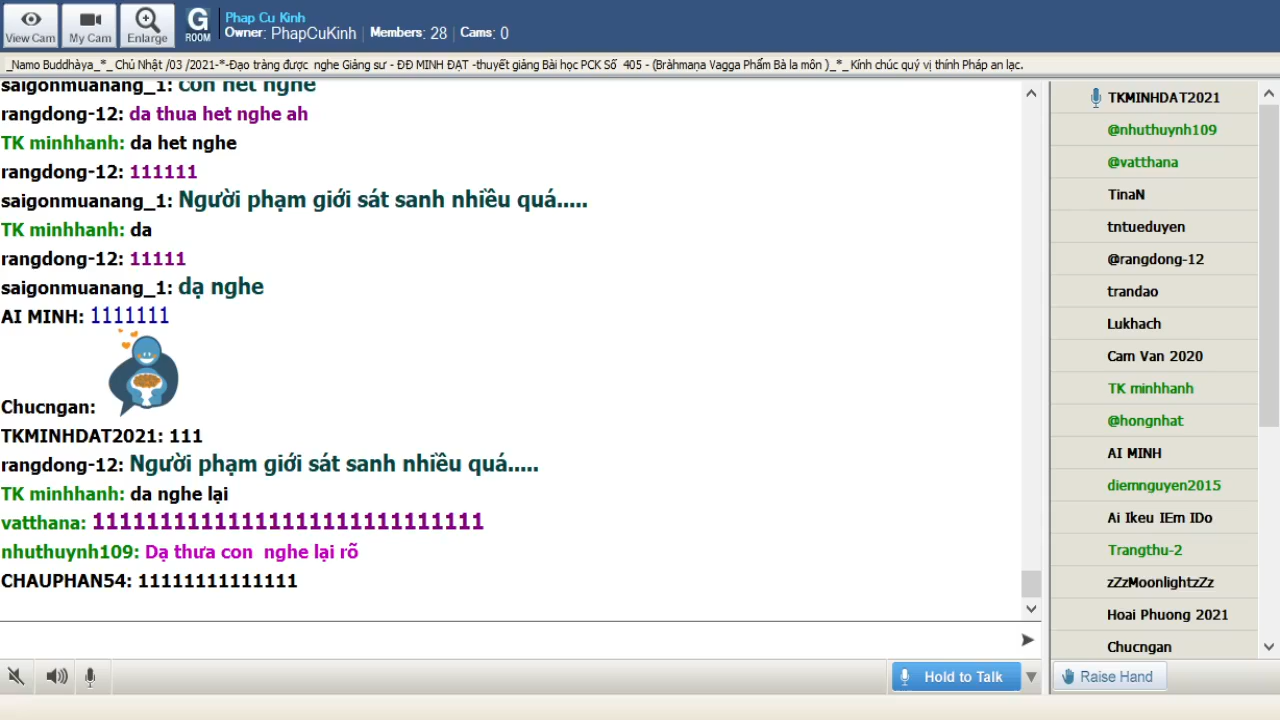 View Cam
My Cam
Enlarge
G
ROOM
Phap Cu Kinh
Owner: PhapCuKinh | Members: 28 | Cams: 0
_Namo Buddhàya_*_ Chủ Nhật /03 /2021-*-Đạo tràng được nghe Giảng sư - ĐĐ MINH ĐẠT -thuyết giảng Bài học PCK Số 405 - (Bràhmaṇa Vagga Phẩm Bà la môn )_*_ Kính chúc quý vị thính Pháp an lạc.
saigonmuanang_1: con het nghe
rangdong-12: da thua het nghe ah
TK minhhanh: da het nghe
rangdong-12: 111111
saigonmuanang_1: Người phạm giới sát sanh nhiều quá.....
TK minhhanh: da
rangdong-12: 11111
saigonmuanang_1: dạ nghe
AI MINH: 1111111
Chucngan:
TKMINHDAT2021: 111
rangdong-12: Người phạm giới sát sanh nhiều quá.....
TK minhhanh: da nghe lại
vatthana: 11111111111111111111111111111
nhuthuynh109: Dạ thưa con nghe lại rõ
CHAUPHAN54: 11111111111111
TKMINHDAT2021
@nhuthuynh109
@vatthana
TinaN
tntueduyen
@rangdong-12
trandao
Lukhach
Cam Van 2020
TK minhhanh
@hongnhat
AI MINH
diemnguyen2015
Ai Ikeu IEm IDo
Trangthu-2
zZzMoonlightzZz
Hoai Phuong 2021
Chucngan
Hold to Talk
Raise Hand